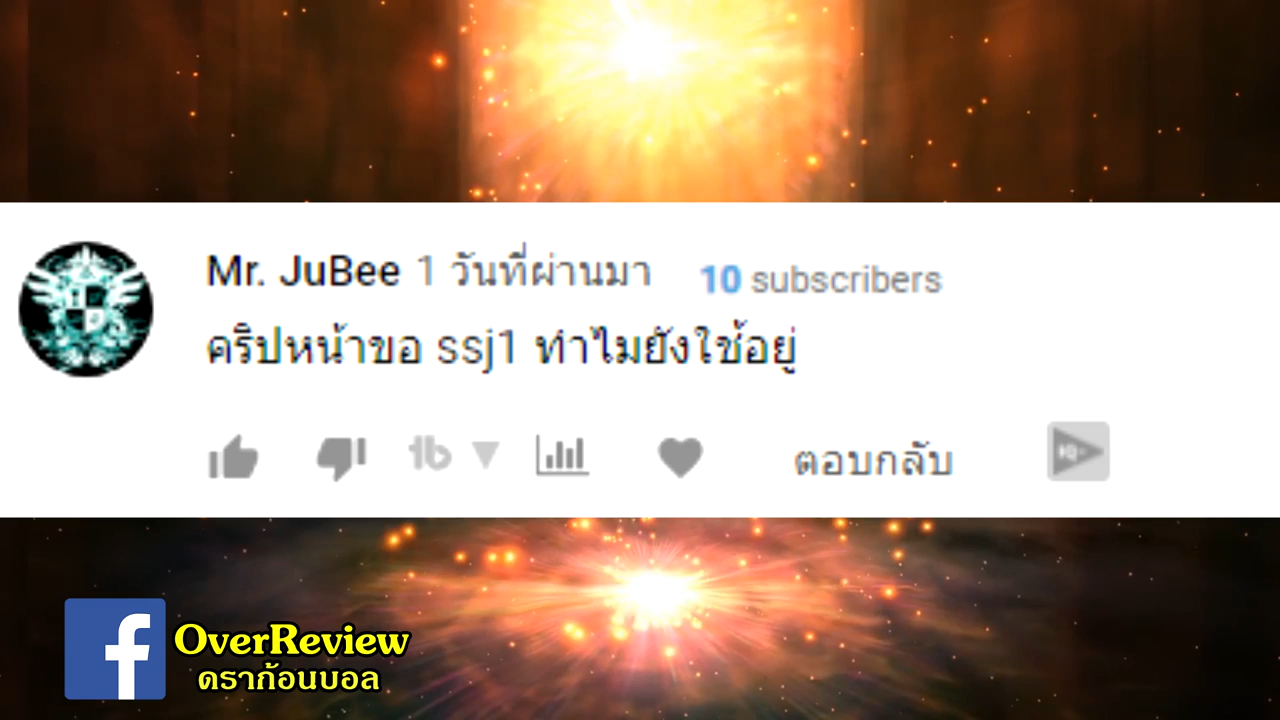 Mr. JuBee 1 วันที่ผ่านมา 10 subscribers
คริปหน้าขอ ssj1 ทำไมยังใช้อยู่
ตอบกลับ
OverReview
ดราก้อนบอล